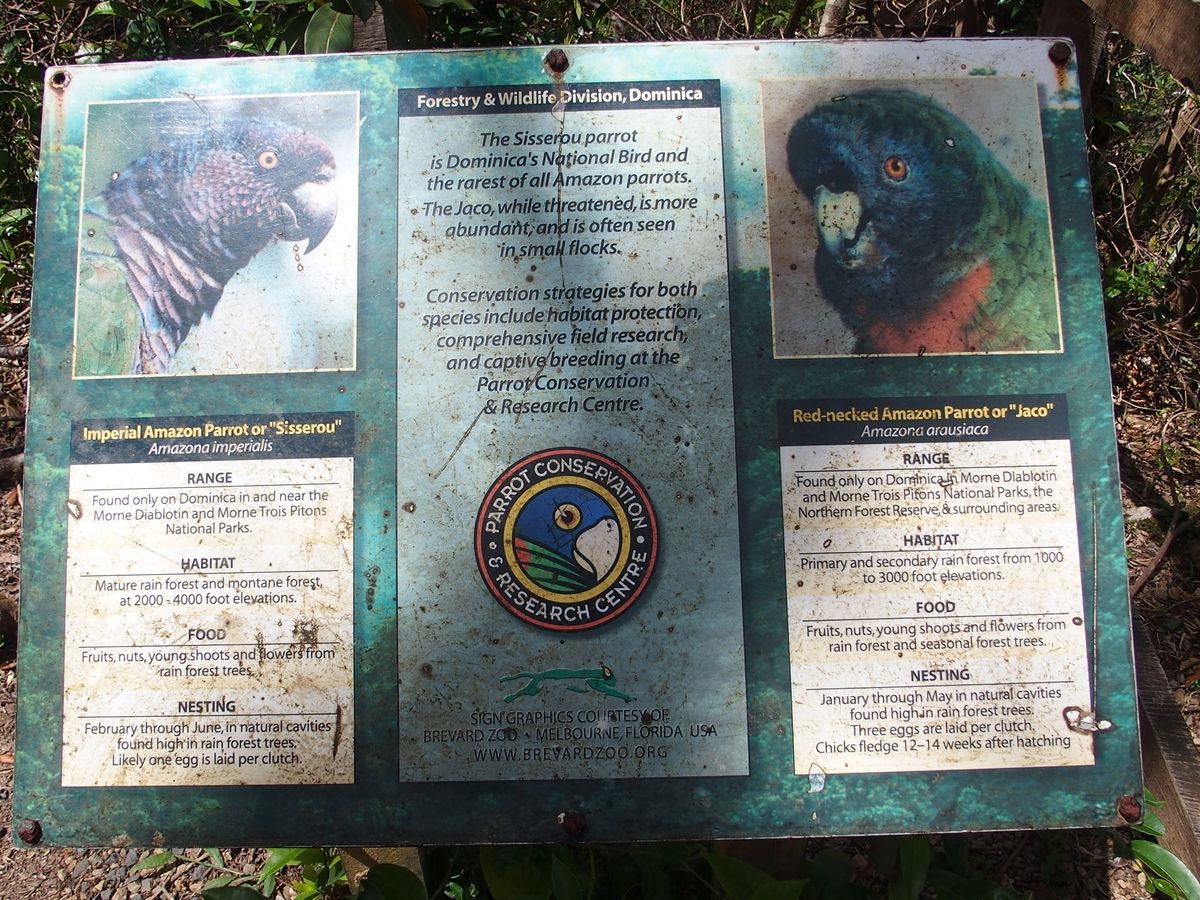 Forestry & Wildlife Division, Dominica
The Sisserou parrot
is Dominica's National Bird and
the rarest of all Amazon parrots.
The Jaco, while threatened, is more
abundant, and is often seen
in small flocks.
Conservation strategies for both
species include habitat protection,
comprehensive field research,
and captive breeding at the
Parrot Conservation
& Research Centre.
PARROT CONSERVATION
& RESEARCH CENTRE
SIGN GRAPHICS COURTESY OF
BREVARD ZOO • MELBOURNE, FLORIDA USA
WWW.BREVARDZOO.ORG
Imperial Amazon Parrot or "Sisserou"
Amazona imperialis
RANGE
Found only on Dominica in and near the
Morne Diablotin and Morne Trois Pitons
National Parks.
HABITAT
Mature rain forest and montane forest,
at 2000 - 4000 foot elevations.
FOOD
Fruits, nuts, young shoots and flowers from
rain forest trees.
NESTING
February through June, in natural cavities
found high in rain forest trees.
Likely one egg is laid per clutch.
Red-necked Amazon Parrot or "Jaco"
Amazona arausiaca
RANGE
Found only on Dominica in Morne Diablotin
and Morne Trois Pitons National Parks, the
Northern Forest Reserve & surrounding areas.
HABITAT
Primary and secondary rain forest from 1000
to 3000 foot elevations.
FOOD
Fruits, nuts, young shoots and flowers from
rain forest and seasonal forest trees.
NESTING
January through May in natural cavities
found high in rain forest trees.
Three eggs are laid per clutch.
Chicks fledge 12–14 weeks after hatching